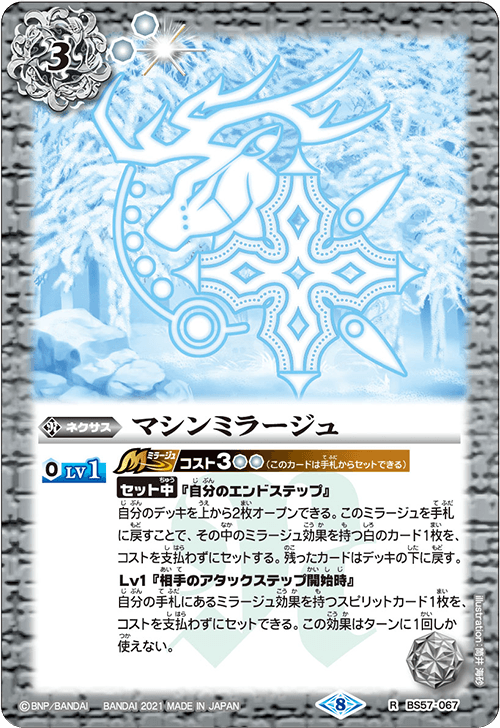 3
ネクサス マシンミラージュ
0 LV1 Mミラージュ コスト3(このカードは手札からセットできる)
セット中『自分のエンドステップ』
自分のデッキを上から2枚オープンできる。このミラージュを手札
に戻すことで、その中のミラージュ効果を持つ白のカード1枚を、
コストを支払わずにセットする。残ったカードはデッキの下に戻す。
Lv1『相手のアタックステップ開始時』
自分の手札にあるミラージュ効果を持つスピリットカード1枚を、
コストを支払わずにセットできる。この効果はターンに1回しか
使えない。
illustration:筒井 海砂
©BNP/BANDAI BANDAI 2021 MADE IN JAPAN 8 R BS57-067